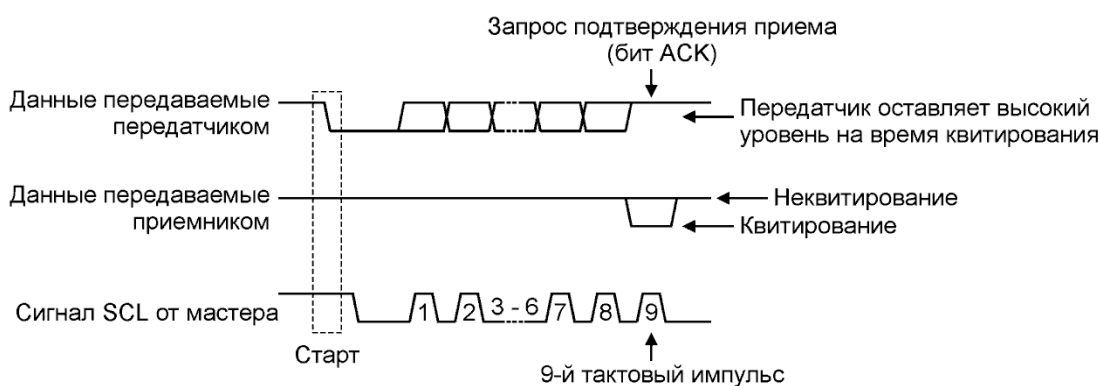 Запрос подтверждения приема
(бит ACK)
Данные передаваемые
передатчиком
Передатчик оставляет высокий
уровень на время квитирования
Данные передаваемые
приемником
Неквитирование
Квитирование
Сигнал SCL от мастера
1 2 3 - 6 7 8 9
Старт
9-й тактовый импульс